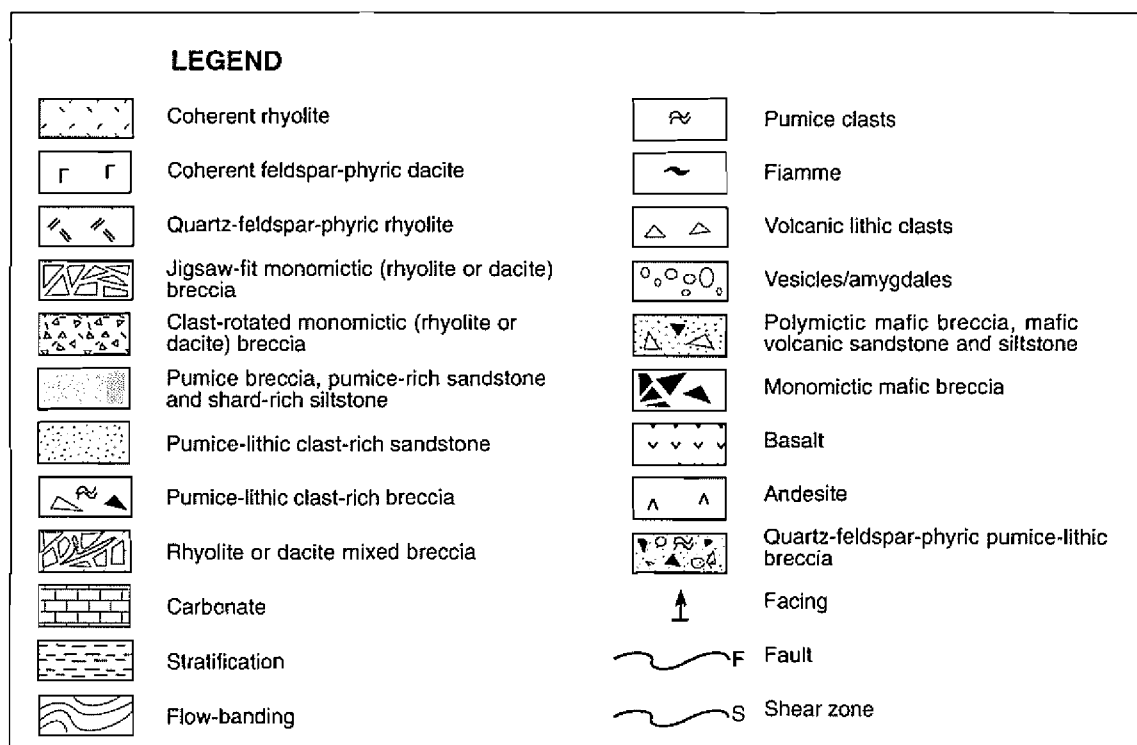 LEGEND
Coherent rhyolite
Coherent feldspar-phyric dacite
Quartz-feldspar-phyric rhyolite
Jigsaw-fit monomictic (rhyolite or dacite)
breccia
Clast-rotated monomictic (rhyolite or
dacite) breccia
Pumice breccia, pumice-rich sandstone
and shard-rich siltstone
Pumice-lithic clast-rich sandstone
Pumice-lithic clast-rich breccia
Rhyolite or dacite mixed breccia
Carbonate
Stratification
Flow-banding
Pumice clasts
Fiamme
Volcanic lithic clasts
Vesicles/amygdales
Polymictic mafic breccia, mafic
volcanic sandstone and siltstone
Monomictic mafic breccia
Basalt
Andesite
Quartz-feldspar-phyric pumice-lithic
breccia
Facing
F Fault
S Shear zone